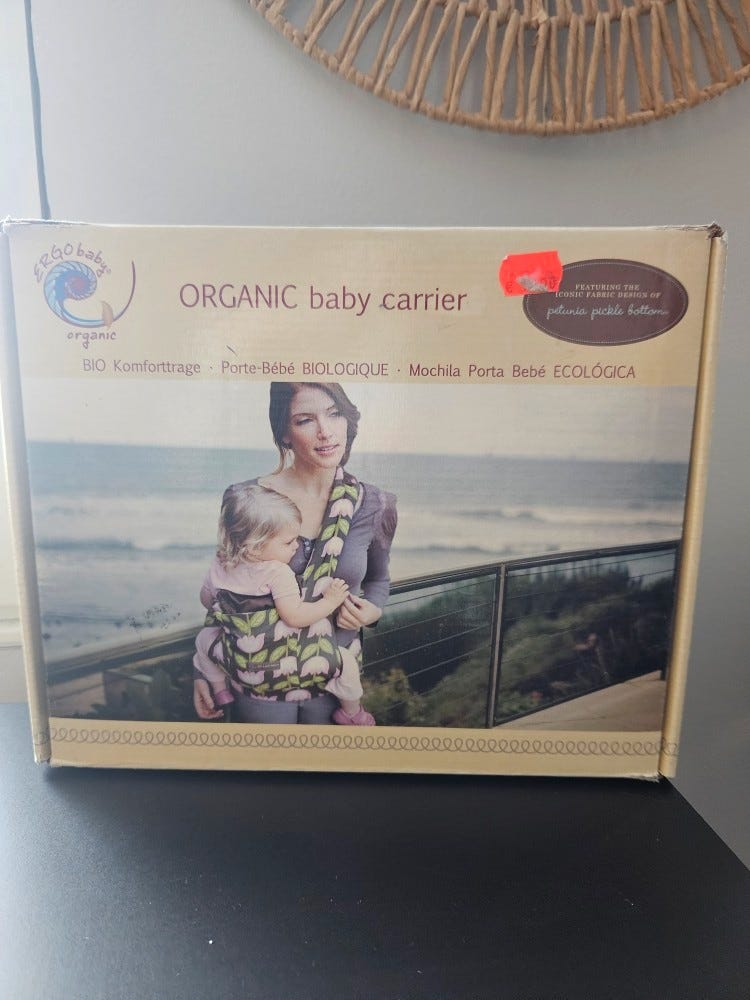 ERGObaby®
organic
ORGANIC baby carrier
FEATURING THE
ICONIC FABRIC DESIGN OF
petunia pickle bottom
BIO Komforttrage · Porte-Bébé BIOLOGIQUE · Mochila Porta Bebé ECOLÓGICA